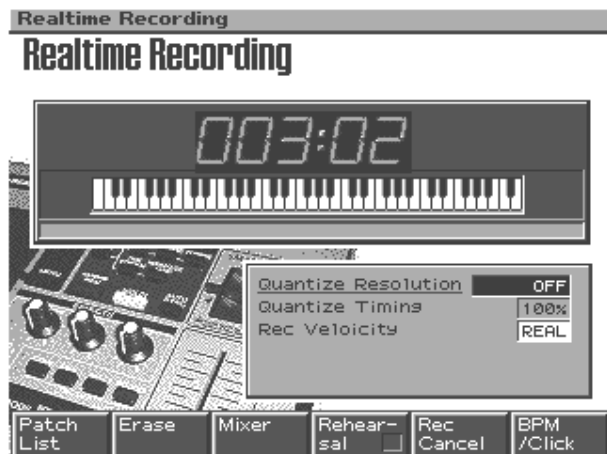 Realtime Recording
Realtime Recording
003:02
Quantize Resolution OFF
Quantize Timing 100%
Rec Veloicity REAL
Patch List
Erase
Mixer
Rehear-sal
Rec Cancel
BPM /Click